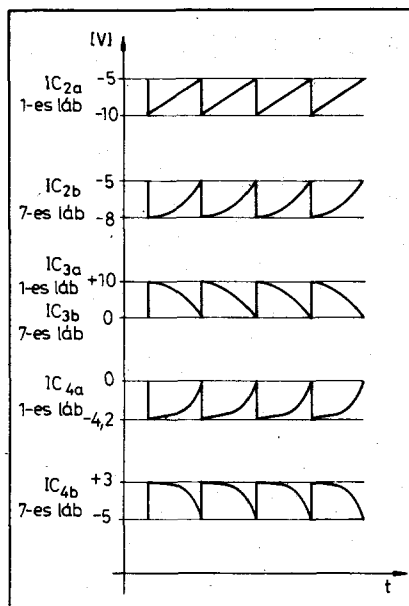 [V]
IC2a
1-es láb
-5
-10
IC2b
7-es láb
-5
-8
IC3a
1-es láb
IC3b
7-es láb
+10
0
IC4a
1-es láb
0
-4,2
IC4b
7-es láb
+3
-5
t